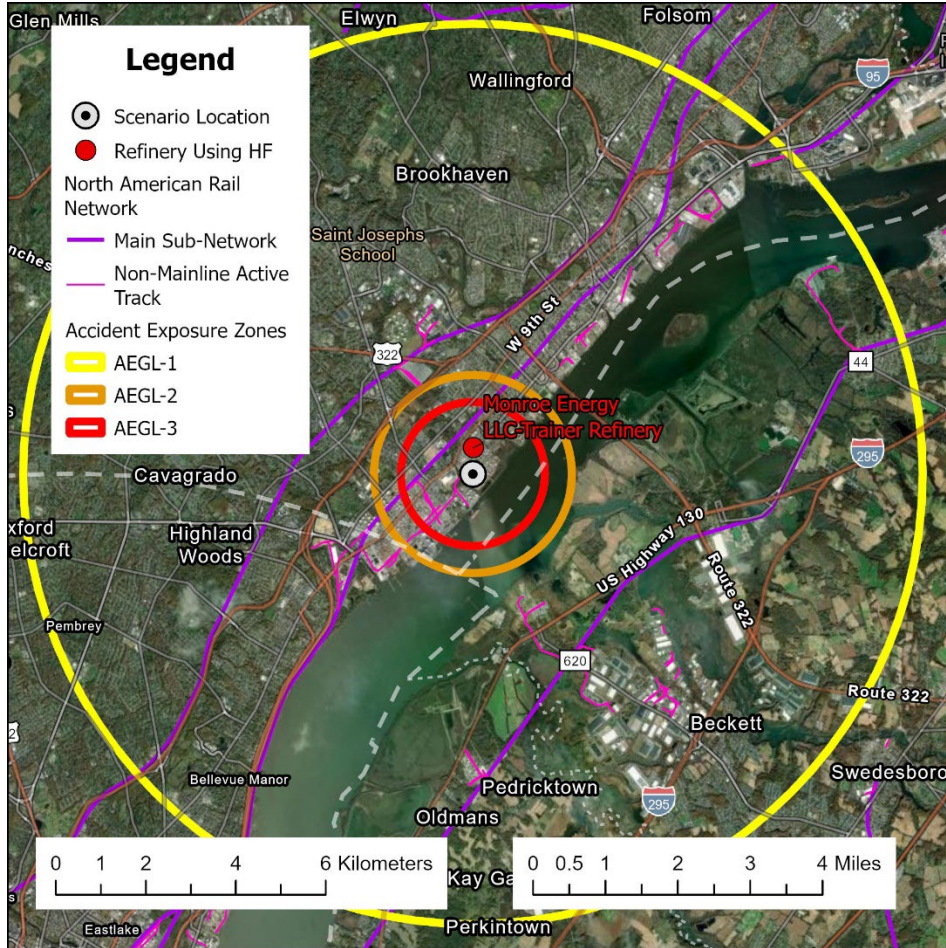 Glen Mills
Elwyn
Folsom
Legend
Scenario Location
Refinery Using HF
North American Rail
Network
Main Sub-Network
Non-Mainline Active
Track
Accident Exposure Zones
AEGL-1
AEGL-2
AEGL-3
Wallingford
95
Brookhaven
Saint Josephs
School
W 9th St
322
44
Monroe Energy
LLC-Trainer Refinery
295
Cavagrado
Highland
Woods
US Highway 130
Route 322
Pembrey
620
Route 322
Beckett
Bellevue Manor
Swedesboro
Pedricktown
295
Oldmans
0 1 2 4 6 Kilometers
0 0.5 1 2 3 4 Miles
Kay Ga
Perkintown
Eastlake